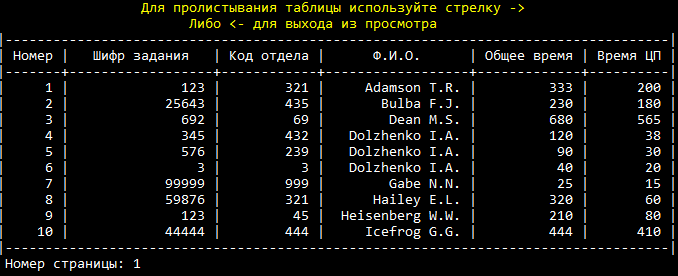 Для пролистывания таблицы используйте стрелку ->
Либо <- для выхода из просмотра
|-----------------------------------------------------------------------------------|
| Номер |   Шифр задания   | Код отдела |      Ф.И.О.      | Общее время | Время ЦП |
|-------+------------------+------------+------------------+-------------+----------|
|   1   |              123 |        321 |     Adamson T.R. |         333 |      200 |
|   2   |            25643 |        435 |       Bulba F.J. |         230 |      180 |
|   3   |              692 |         69 |        Dean M.S. |         680 |      565 |
|   4   |              345 |        432 |   Dolzhenko I.A. |         120 |       38 |
|   5   |              576 |        239 |   Dolzhenko I.A. |          90 |       30 |
|   6   |                3 |          3 |   Dolzhenko I.A. |          40 |       20 |
|   7   |            99999 |        999 |        Gabe N.N. |          25 |       15 |
|   8   |            59876 |        321 |      Hailey E.L. |         320 |       60 |
|   9   |              123 |         45 |  Heisenberg W.W. |         210 |       80 |
|  10   |            44444 |        444 |     Icefrog G.G. |         444 |      410 |
|-----------------------------------------------------------------------------------|
Номер страницы: 1